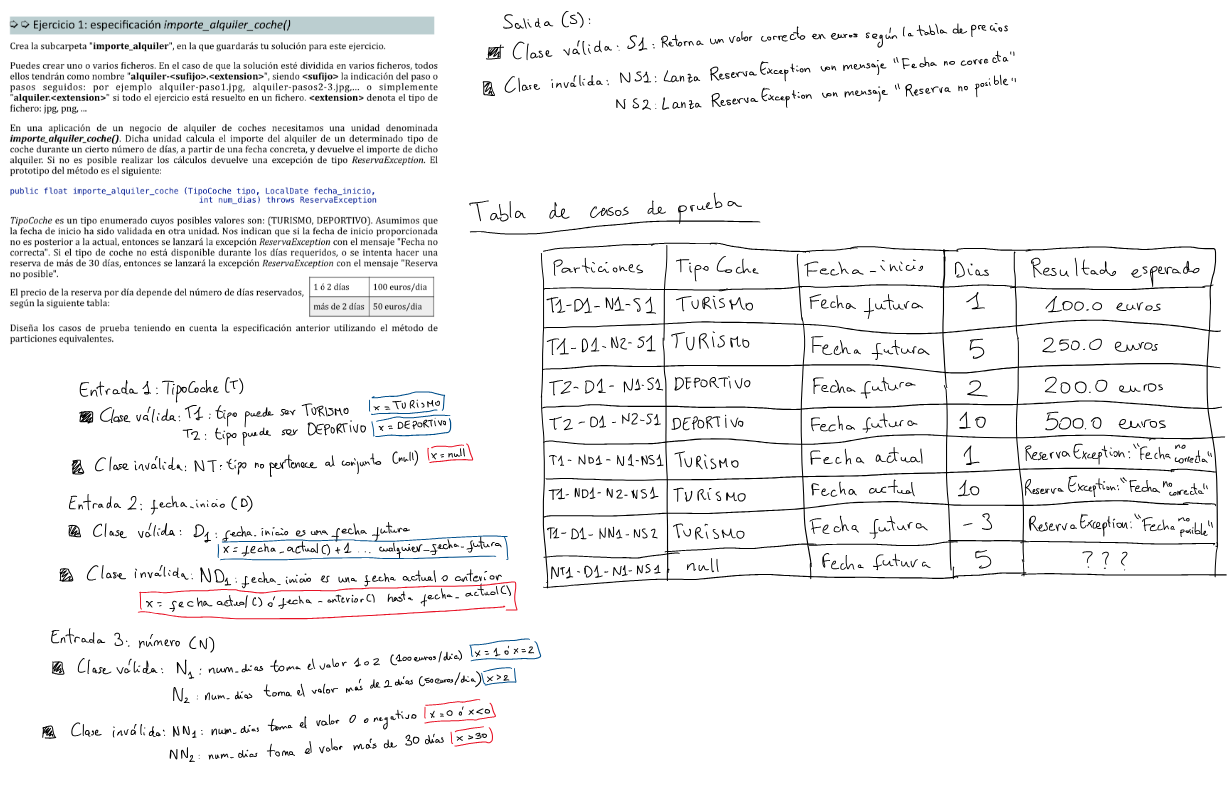 ➪ ➪ Ejercicio 1: especificación importe_alquiler_coche()
Crea la subcarpeta "importe_alquiler", en la que guardarás tu solución para este ejercicio.
Puedes crear uno o varios ficheros. En el caso de que la solución esté dividida en varios ficheros, todos
ellos tendrán como nombre "alquiler-<sufijo>.<extension>", siendo <sufijo> la indicación del paso o
pasos seguidos: por ejemplo alquiler-paso1.jpg, alquiler-pasos2-3.jpg,... o simplemente
"alquiler.<extension>" si todo el ejercicio está resuelto en un fichero. <extension> denota el tipo de
fichero: jpg, png, ...
En una aplicación de un negocio de alquiler de coches necesitamos una unidad denominada
importe_alquiler_coche(). Dicha unidad calcula el importe del alquiler de un determinado tipo de
coche durante un cierto número de días, a partir de una fecha concreta, y devuelve el importe de dicho
alquiler. Si no es posible realizar los cálculos devuelve una excepción de tipo ReservaException. El
prototipo del método es el siguiente:
public float importe_alquiler_coche (TipoCoche tipo, LocalDate fecha_inicio,
int num_dias) throws ReservaException
TipoCoche es un tipo enumerado cuyos posibles valores son: (TURISMO, DEPORTIVO). Asumimos que
la fecha de inicio ha sido validada en otra unidad. Nos indican que si la fecha de inicio proporcionada
no es posterior a la actual, entonces se lanzará la excepción ReservaException con el mensaje "Fecha no
correcta". Si el tipo de coche no está disponible durante los días requeridos, o se intenta hacer una
reserva de más de 30 días, entonces se lanzará la excepción ReservaException con el mensaje "Reserva
no posible".
El precio de la reserva por día depende del número de días reservados,
según la siguiente tabla:
1 ó 2 días 100 euros/dia
más de 2 días 50 euros/dia
Diseña los casos de prueba teniendo en cuenta la especificación anterior utilizando el método de
particiones equivalentes.
Entrada 1: TipoCoche (T)
Clase válida: T1: tipo puede ser TURISMO x = TURISMO
T2: tipo puede ser DEPORTIVO x = DEPORTIVO
Clase inválida: NT: tipo no pertenece al conjunto (null) x = null
Entrada 2: fecha_inicio (D)
Clase válida: D1: fecha_inicio es una fecha futura
x = fecha_actual() + 1 ... cualquier_fecha_futura
Clase inválida: ND1: fecha_inicio es una fecha actual o anterior
x = fecha actual() ó fecha-anterior() hasta fecha_actual()
Entrada 3: número (N)
Clase válida: N1: num_dias toma el valor 1 o 2 (100 euros/dia) x = 1 ó x=2
N2: num_dias toma el valor más de 2 días (50 euros/dia) x>2
Clase inválida: NN1: num_dias toma el valor 0 o negativo x=0 ó x<0
NN2: num_dias toma el valor más de 30 días x >30
Salida (S):
Clase válida: S1: Retorna un valor correcto en euros según la tabla de precios
Clase inválida: NS1: Lanza ReservaException con mensaje "Fecha no correcta"
NS2: Lanza ReservaException con mensaje "Reserva no posible"
Tabla de casos de prueba
Particiones Tipo Coche Fecha-inicio Días Resultado esperado
T1-D1-N1-S1 TURISMO Fecha futura 1 100.0 euros
T1-D1-N2-S1 TURISMO Fecha futura 5 250.0 euros
T2-D1-N1-S1 DEPORTIVO Fecha futura 2 200.0 euros
T2-D1-N2-S1 DEPORTIVO Fecha futura 10 500.0 euros
T1-ND1-N1-NS1 TURISMO Fecha actual 1 ReservaException: "Fecha no correcta"
T1-ND1-N2-NS1 TURISMO Fecha actual 10 ReservaException: "Fecha no correcta"
T1-D1-NN1-NS2 TURISMO Fecha futura -3 ReservaException: "Fecha no posible"
NT1-D1-N1-NS1 null Fecha futura 5 ???